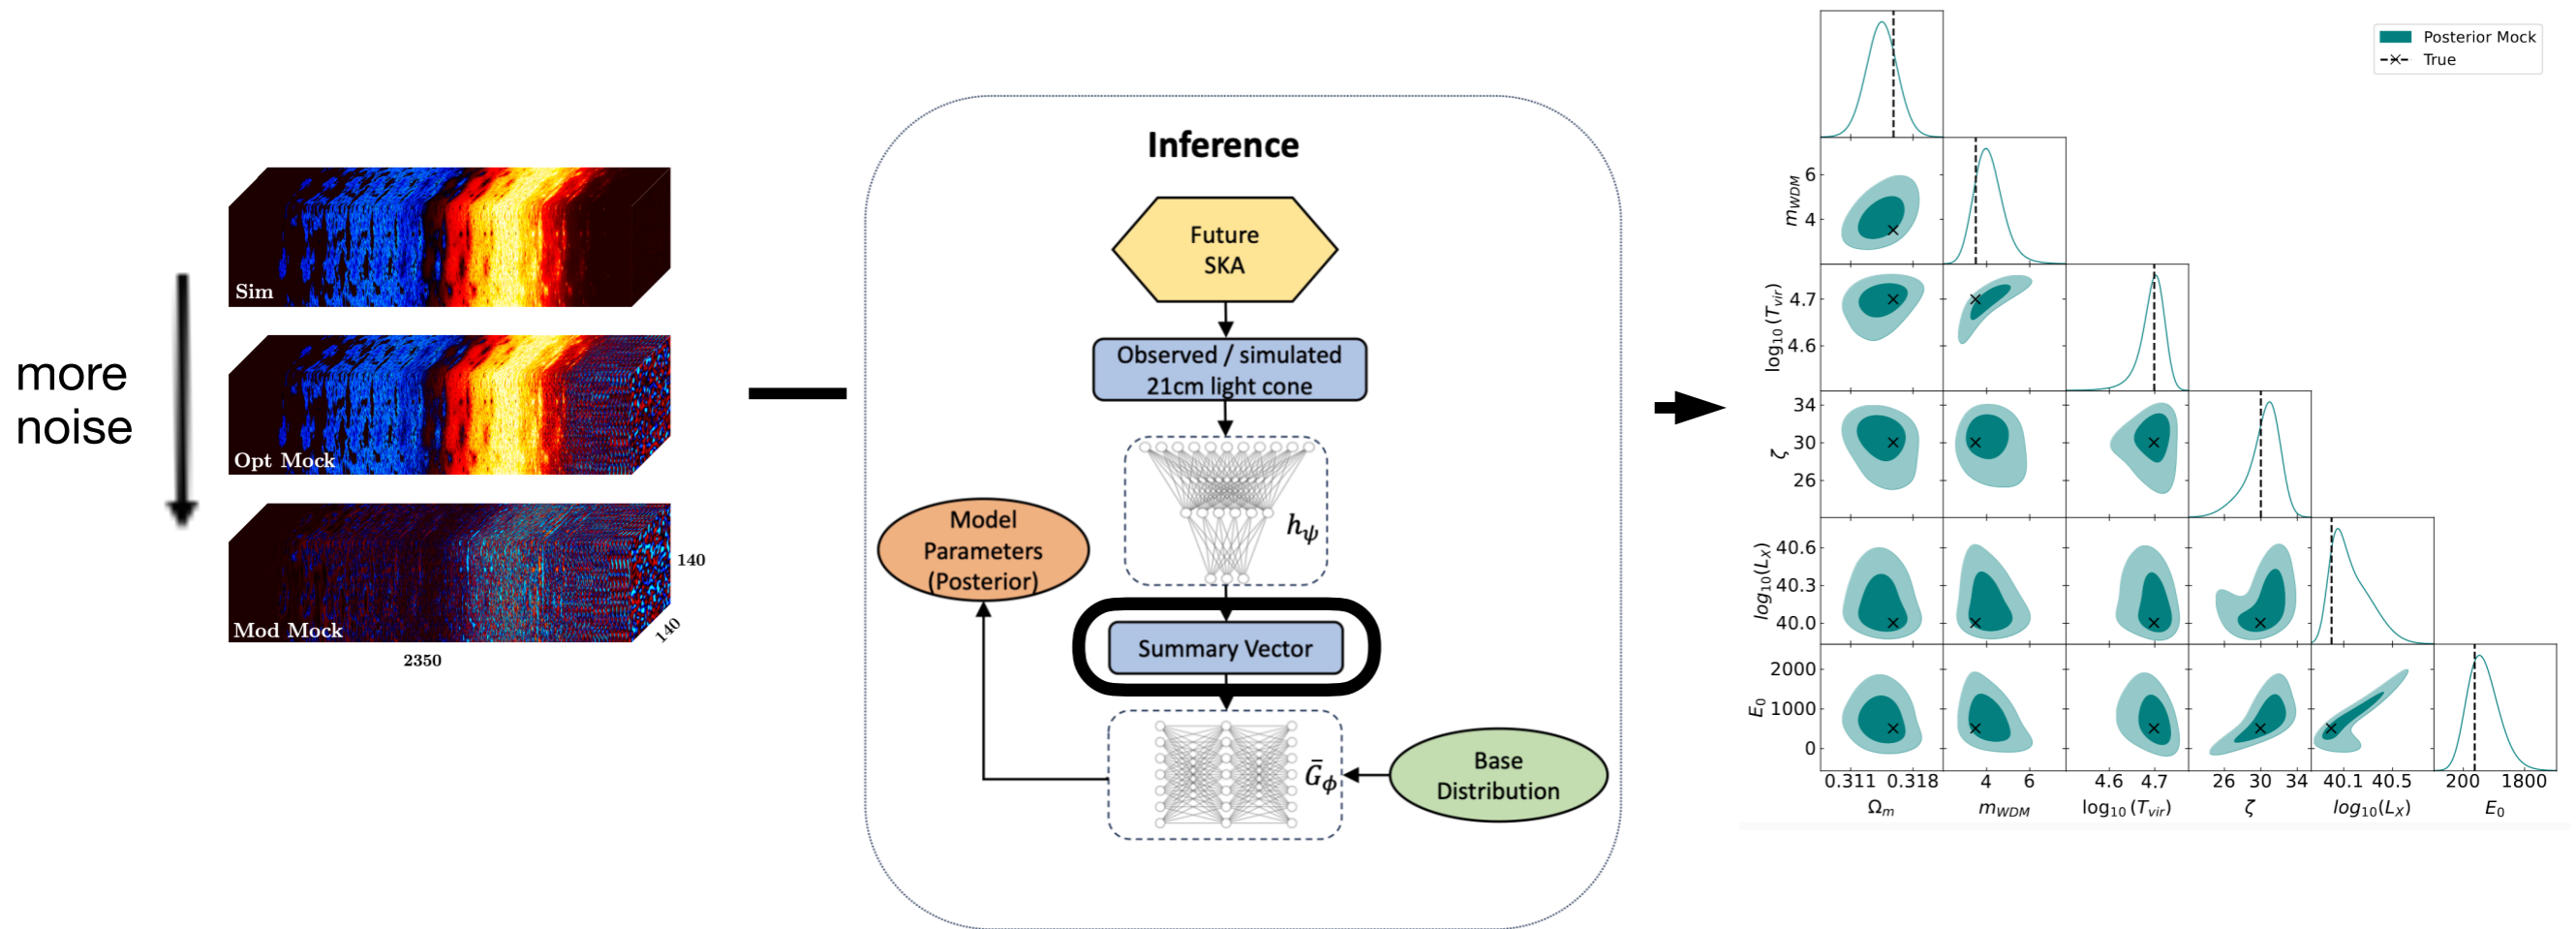 more
noise
Sim
Opt Mock
Mod Mock
140
140
2350
Inference
Future
SKA
Observed / simulated
21cm light cone
h_ψ
Model
Parameters
(Posterior)
Summary Vector
Ḡ_ϕ
Base
Distribution
Posterior Mock
True
m_WDM
6
4
log₁₀ (T_vir)
4.7
4.6
ζ
34
30
26
log₁₀(L_X)
40.6
40.3
40.0
E₀
2000
1000
0
0.311 0.318
4 6
4.6 4.7
26 30 34
40.1 40.5
200 1800
Ω_m
m_WDM
log₁₀ (T_vir)
ζ
log₁₀(L_X)
E₀